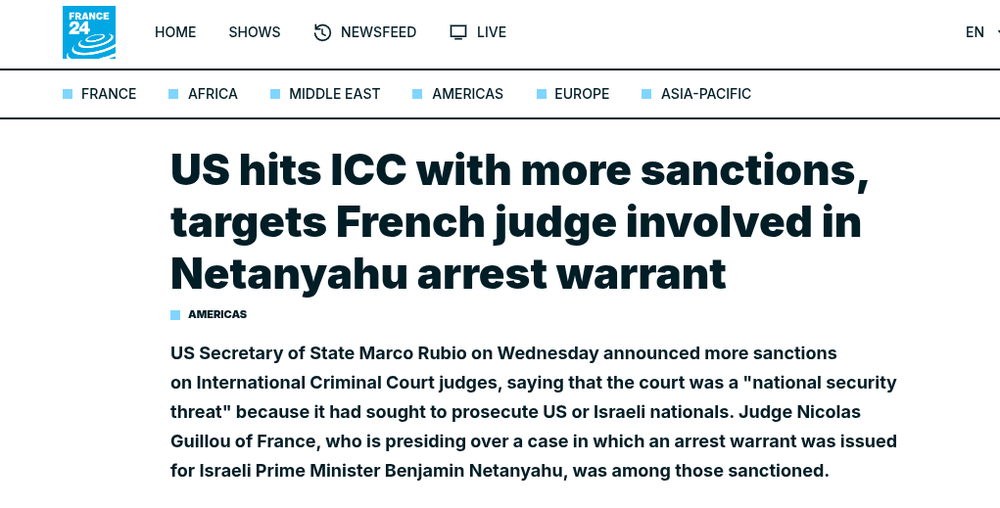 FRANCE
24
HOME
SHOWS
NEWSFEED
LIVE
EN
FRANCE
AFRICA
MIDDLE EAST
AMERICAS
EUROPE
ASIA-PACIFIC
US hits ICC with more sanctions,
targets French judge involved in
Netanyahu arrest warrant
AMERICAS
US Secretary of State Marco Rubio on Wednesday announced more sanctions
on International Criminal Court judges, saying that the court was a "national security
threat" because it had sought to prosecute US or Israeli nationals. Judge Nicolas
Guillou of France, who is presiding over a case in which an arrest warrant was issued
for Israeli Prime Minister Benjamin Netanyahu, was among those sanctioned.